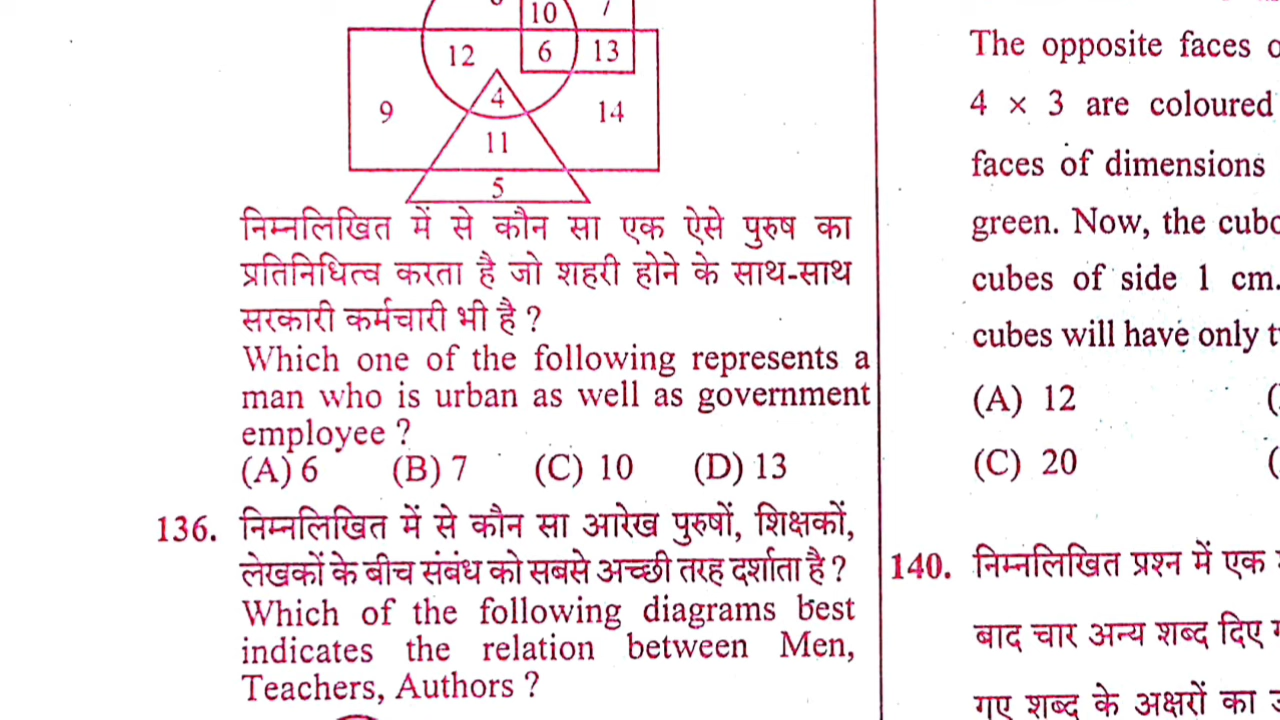 10
12 6 13
9 4 14
11
5
निम्नलिखित में से कौन सा एक ऐसे पुरुष का
प्रतिनिधित्व करता है जो शहरी होने के साथ-साथ
सरकारी कर्मचारी भी है ?
Which one of the following represents a
man who is urban as well as government
employee ?
(A) 6 (B) 7 (C) 10 (D) 13
136. निम्नलिखित में से कौन सा आरेख पुरुषों, शिक्षकों,
लेखकों के बीच संबंध को सबसे अच्छी तरह दर्शाता है ?
Which of the following diagrams best
indicates the relation between Men,
Teachers, Authors ?
The opposite faces
4 × 3 are coloured
faces of dimensions
green. Now, the
cubes of side 1 cm.
cubes will have only
(A) 12
(C) 20
140. निम्नलिखित प्रश्न में एक
बाद चार अन्य शब्द दिए
गए शब्द के अक्षरों का